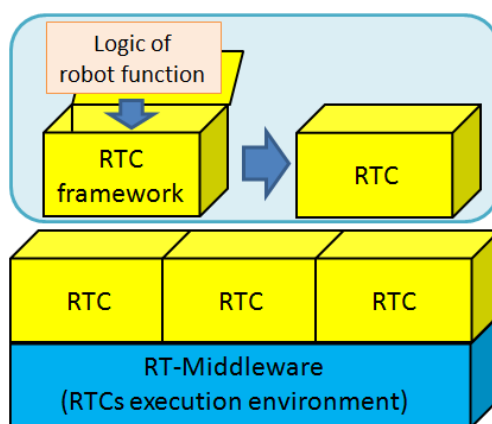 Logic of
robot function
RTC
framework
RTC
RTC
RTC
RTC
RT-Middleware
(RTCs execution environment)